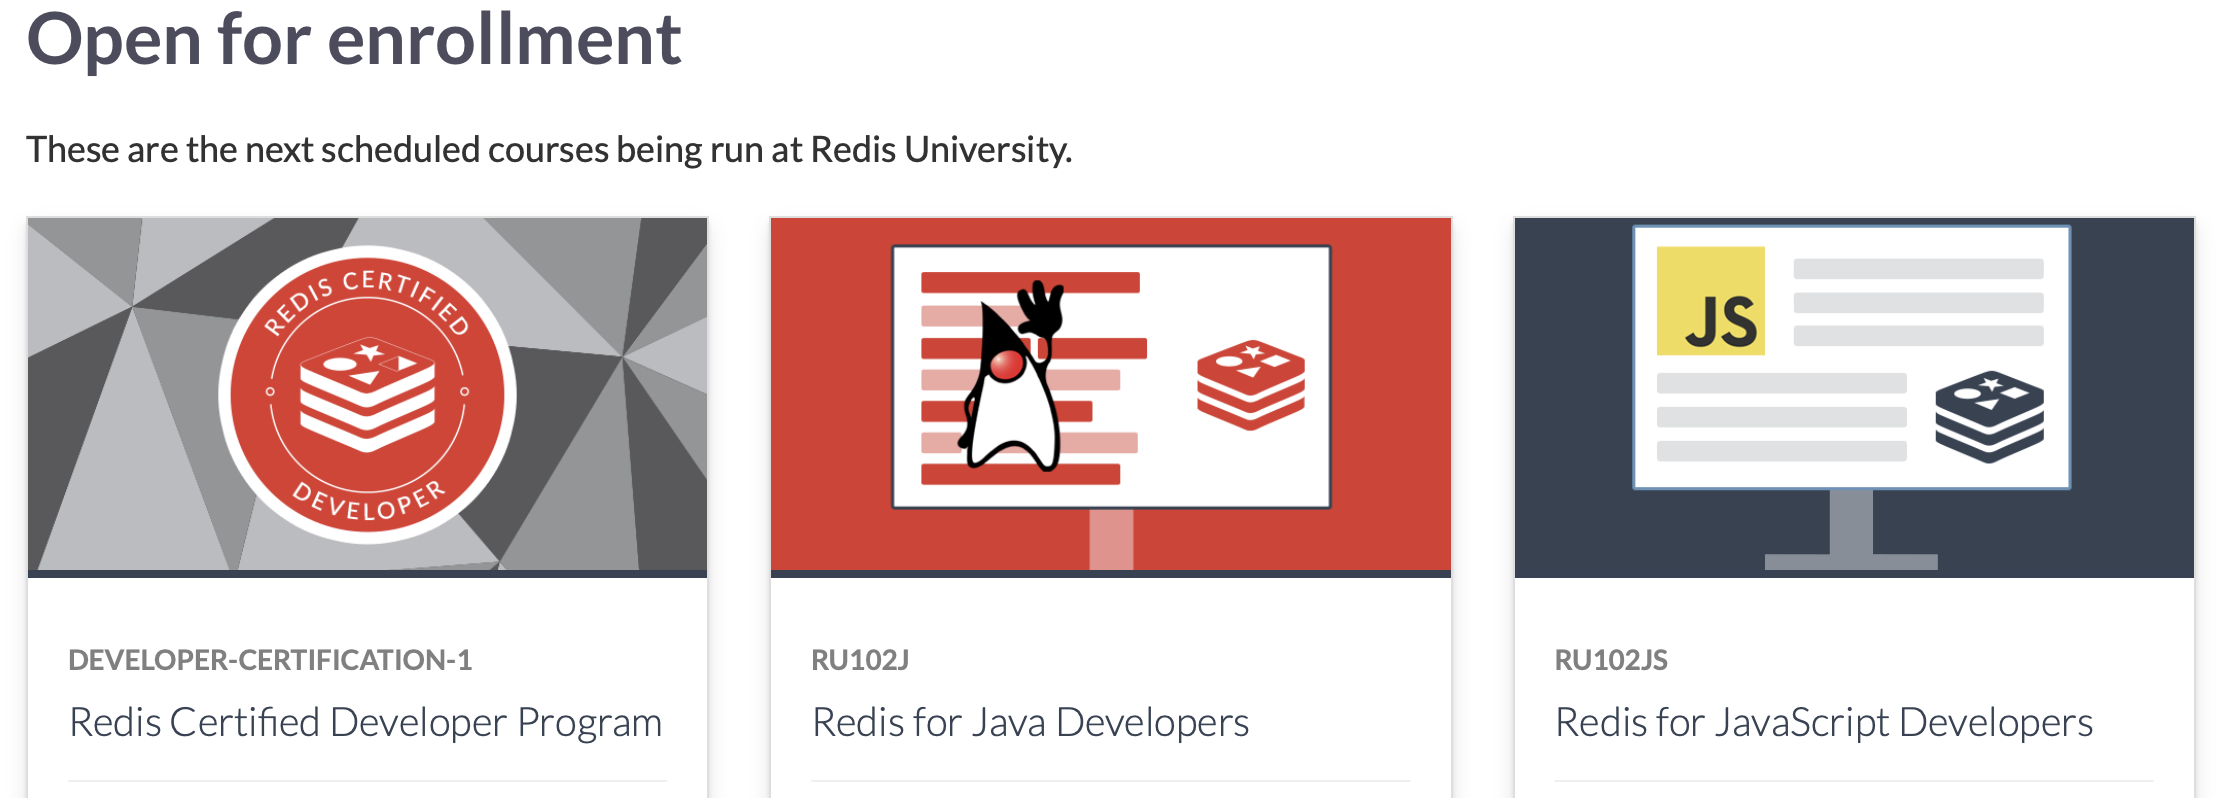 Open for enrollment
These are the next scheduled courses being run at Redis University.
REDIS CERTIFIED
DEVELOPER
JS
DEVELOPER-CERTIFICATION-1
Redis Certified Developer Program
RU102J
Redis for Java Developers
RU102JS
Redis for JavaScript Developers